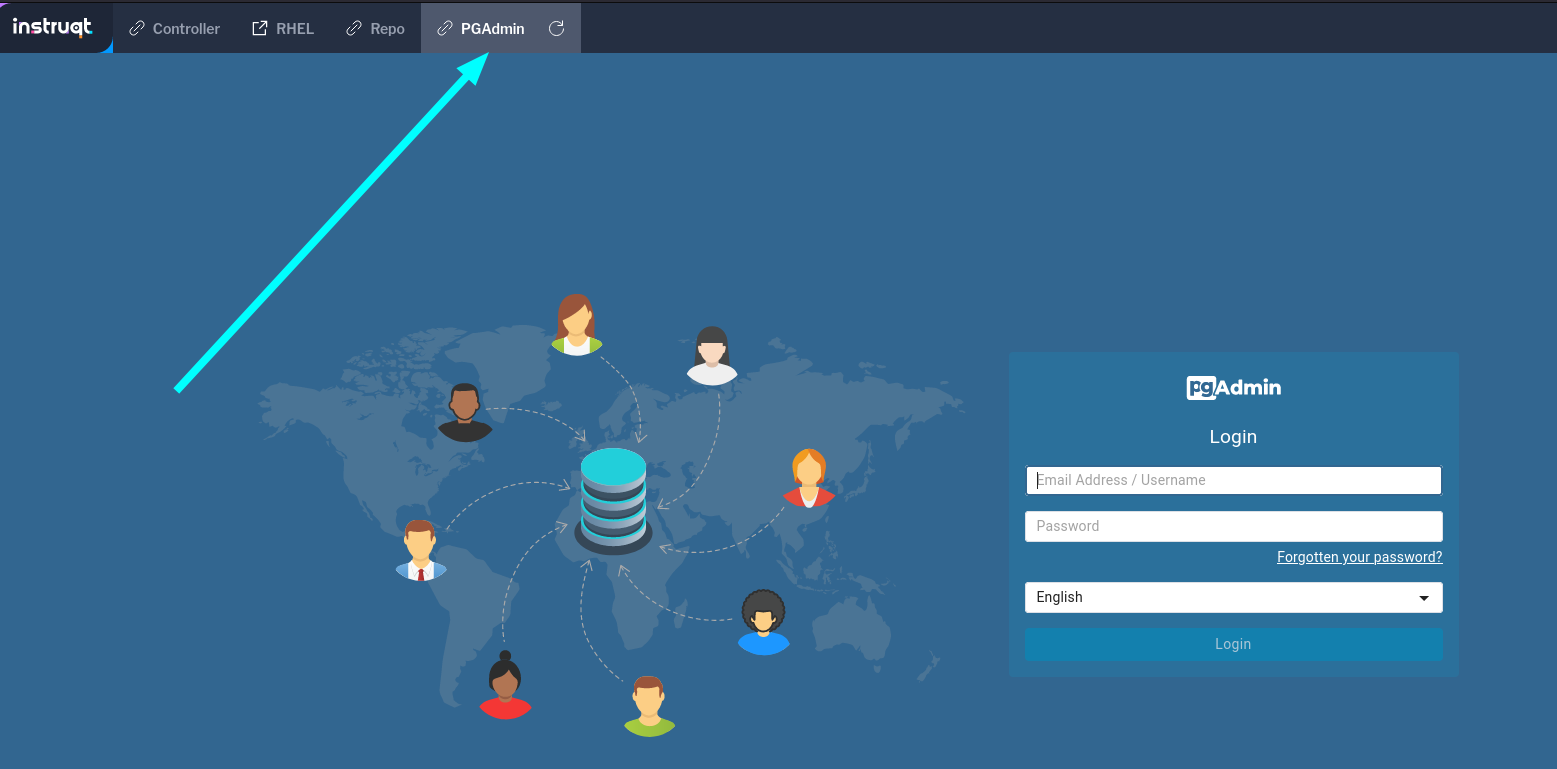 instruqt
Controller
RHEL
Repo
PGAdmin
pgAdmin
Login
Email Address / Username
Password
Forgotten your password?
English
Login